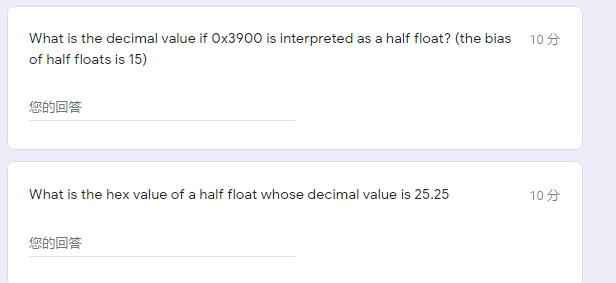 What is the decimal value if 0x3900 is interpreted as a half float? (the bias 10 分
of half floats is 15)
您的回答
What is the hex value of a half float whose decimal value is 25.25 10 分
您的回答